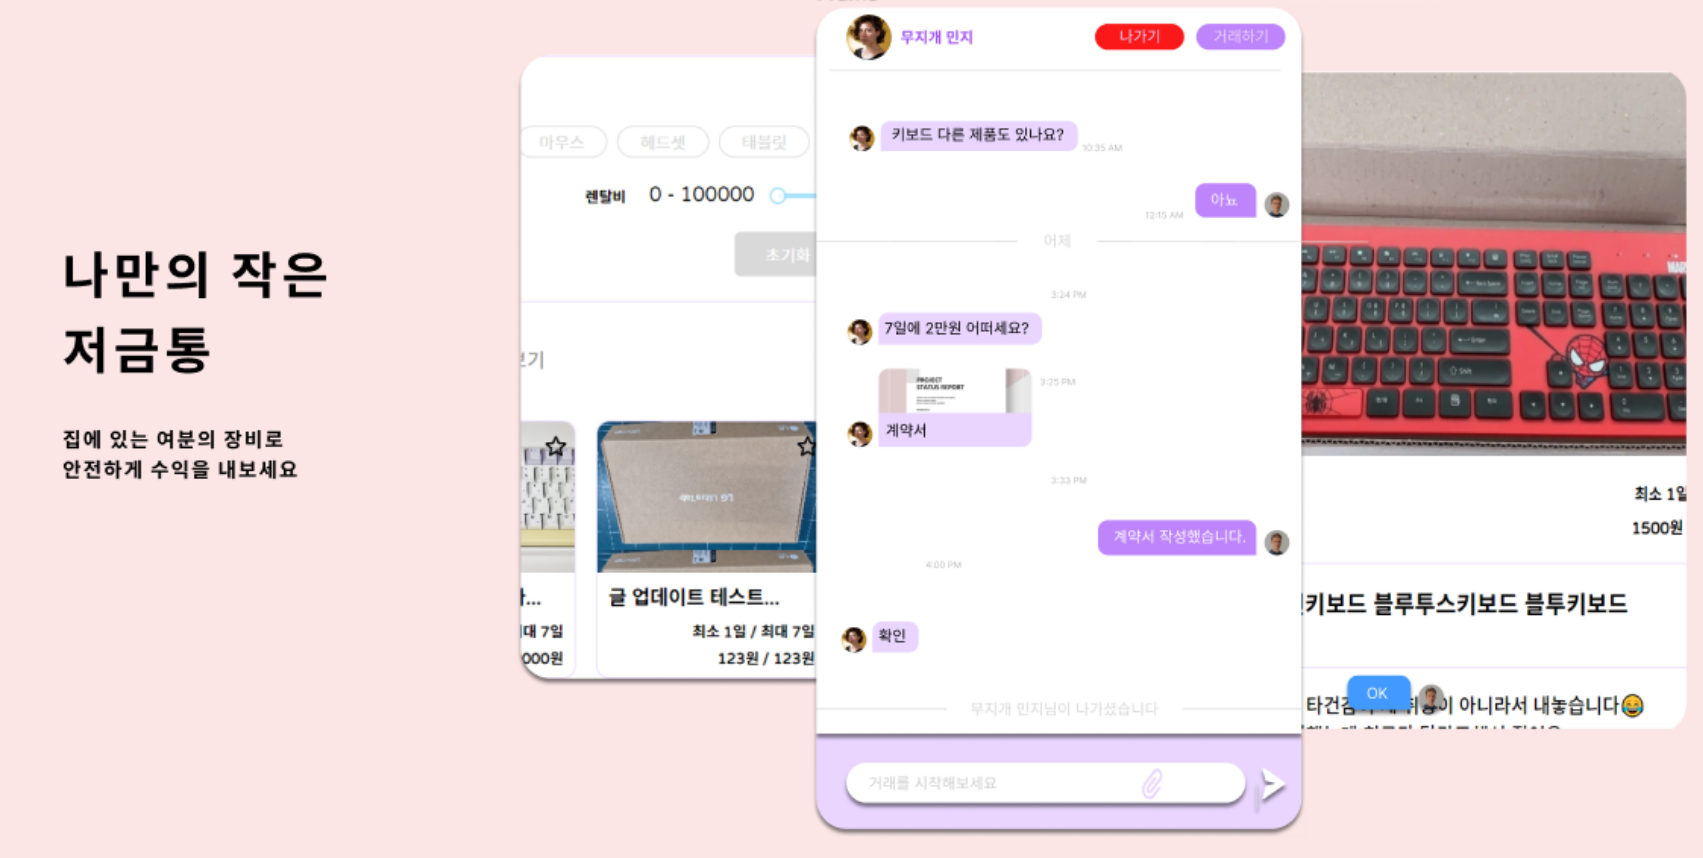 나만의 작은
저금통
집에 있는 여분의 장비로
안전하게 수익을 내보세요
마우스
헤드셋
태블릿
렌탈비
0 - 100000
초기화
보기
대 7일
000원
글 업데이트 테스트...
최소 1일 / 최대 7일
123원 / 123원
무지개 민지
나가기
거래하기
키보드 다른 제품도 있나요?
10:35 AM
아뇨
12:15 AM
어제
3:24 PM
7일에 2만원 어떠세요?
PROJECT
STATUS REPORT
3:25 PM
계약서
3:33 PM
계약서 작성했습니다.
4:00 PM
확인
무지개 민지님이 나가셨습니다
거래를 시작해보세요
최소 1일
1500원
키보드 블루투스키보드 블투키보드
OK
타건감
아니라서 내놓습니다😂